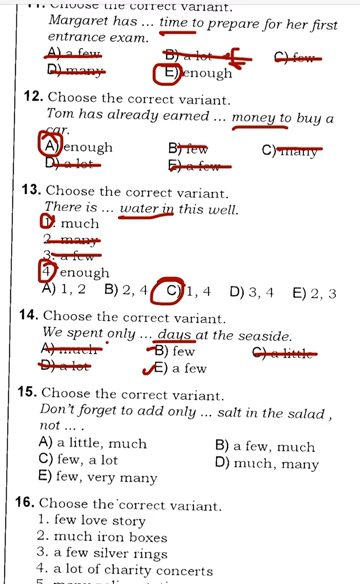 11. Choose the correct variant.
Margaret has ... time to prepare for her first
entrance exam.
A) a few B) a lot C) few
D) many E) enough
12. Choose the correct variant.
Tom has already earned ... money to buy a
car.
A) enough B) few C) many
D) a lot E) a few
13. Choose the correct variant.
There is ... water in this well.
1. much
2. many
3. a few
4. enough
A) 1, 2 B) 2, 4 C) 1, 4 D) 3, 4 E) 2, 3
14. Choose the correct variant.
We spent only ... days at the seaside.
A) much B) few C) a little
D) a lot E) a few
15. Choose the correct variant.
Don't forget to add only ... salt in the salad ,
not ... .
A) a little, much B) a few, much
C) few, a lot D) much, many
E) few, very many
16. Choose the correct variant.
1. few love story
2. much iron boxes
3. a few silver rings
4. a lot of charity concerts